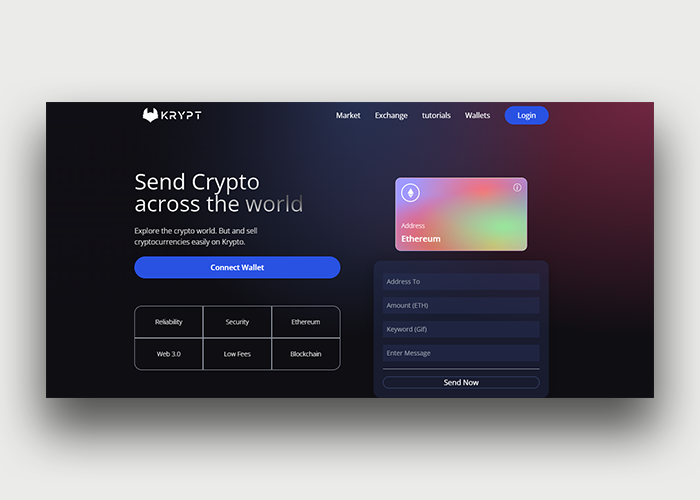 KRYPT
Market Exchange tutorials Wallets Login
Send Crypto
across the world
Explore the crypto world. But and sell
cryptocurrencies easily on Krypto.
Connect Wallet
Reliability Security Ethereum
Web 3.0 Low Fees Blockchain
Address
Ethereum
Address To
Amount (ETH)
Keyword (Gif)
Enter Message
Send Now